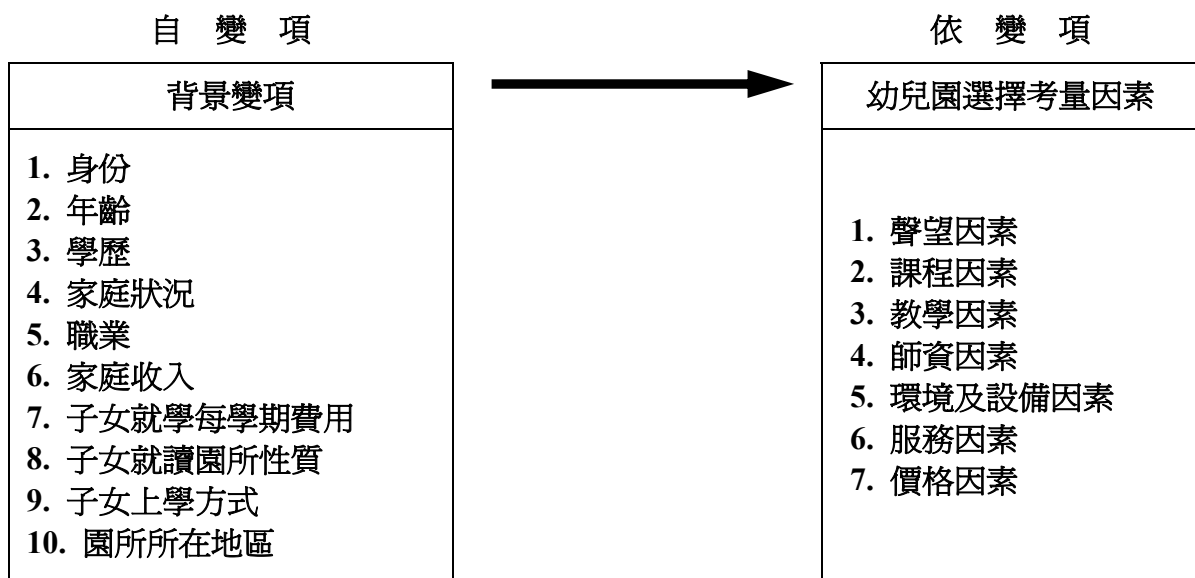 自變項
背景變項
1. 身份
2. 年齡
3. 學歷
4. 家庭狀況
5. 職業
6. 家庭收入
7. 子女就學每學期費用
8. 子女就讀園所性質
9. 子女上學方式
10. 園所所在地區
依變項
幼兒園選擇考量因素
1. 聲望因素
2. 課程因素
3. 教學因素
4. 師資因素
5. 環境及設備因素
6. 服務因素
7. 價格因素